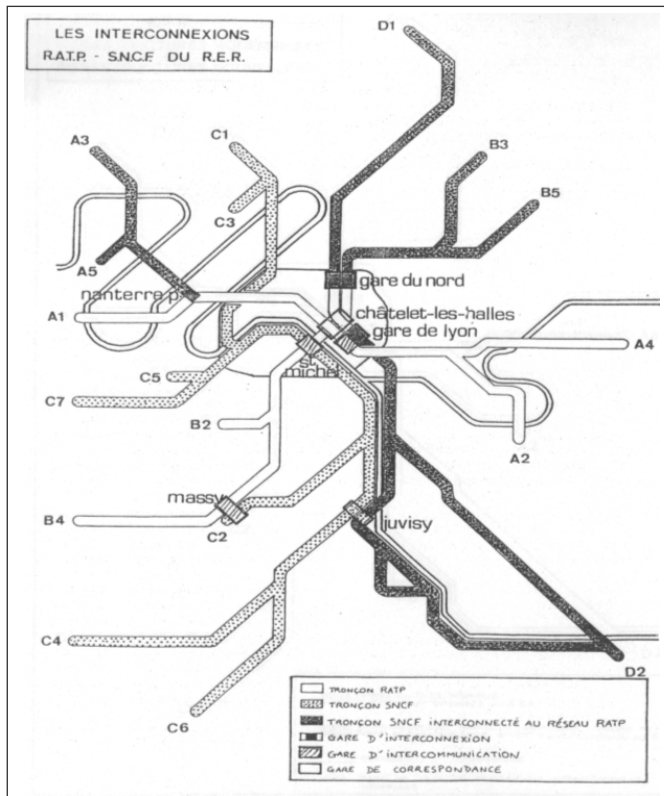 LES INTERCONNEXIONS
R.A.T.P. - S.N.C.F. DU R.E.R.
D1
A3
C1
B3
B5
C3
A5
nanterre p.
gare du nord
A1
châtelet-les-halles
gare de lyon
A4
st michel
C5
C7
B2
A2
massy
B4
C2
juvisy
C4
D2
C6
TRONÇON RATP
TRONÇON SNCF
TRONÇON SNCF INTERCONNECTÉ AU RÉSEAU RATP
GARE D'INTERCONNEXION
GARE D'INTERCOMMUNICATION
GARE DE CORRESPONDANCE